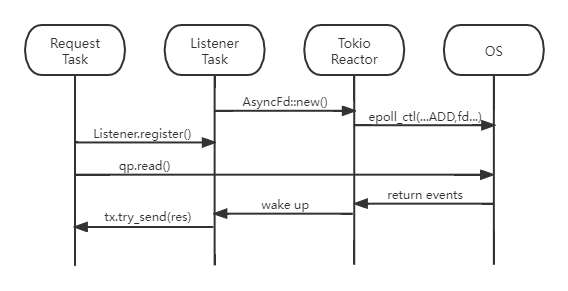 Request
Task
Listener
Task
Tokio
Reactor
OS
AsyncFd::new()
epoll_ctl(...ADD,fd...)
Listener.register()
qp.read()
return events
wake up
tx.try_send(res)